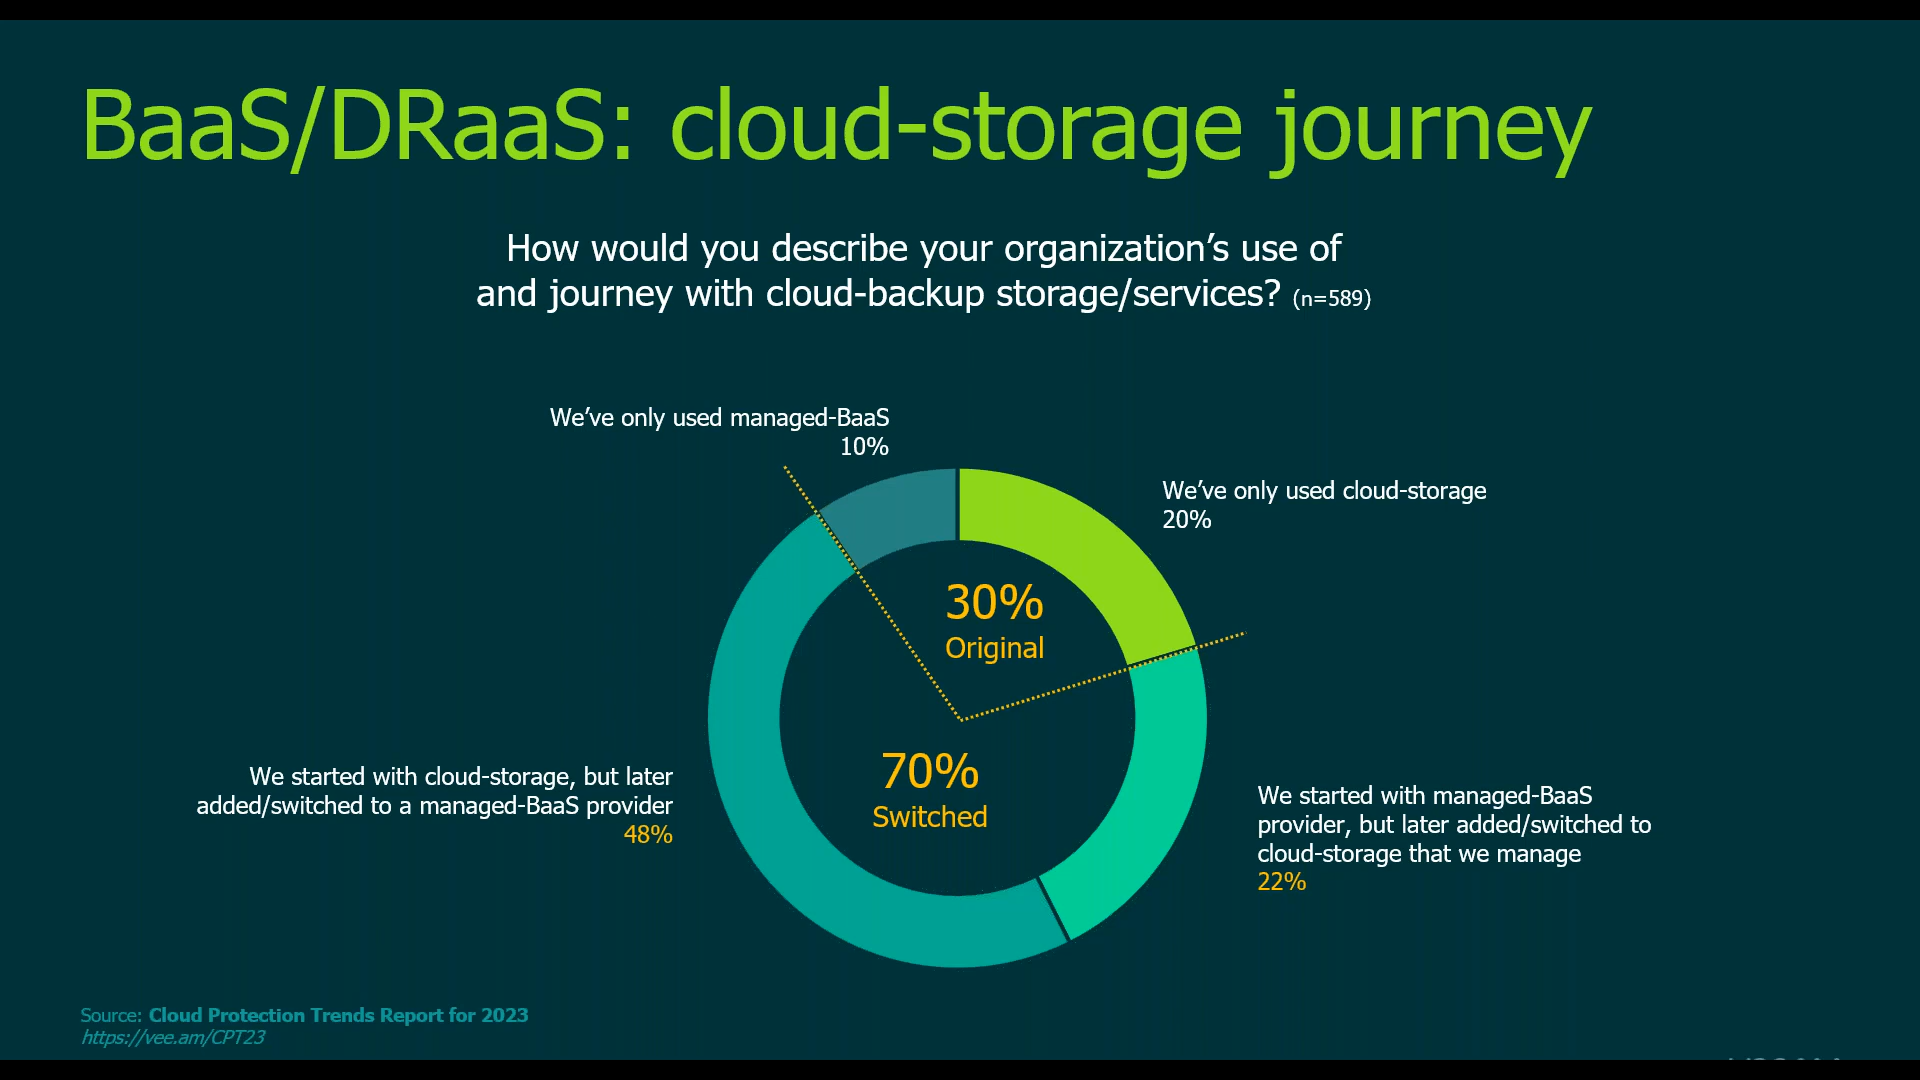 BaaS/DRaaS: cloud-storage journey
How would you describe your organization’s use of
and journey with cloud-backup storage/services? (n=589)
We’ve only used managed-BaaS
10%
We’ve only used cloud-storage
20%
30%
Original
70%
Switched
We started with cloud-storage, but later
added/switched to a managed-BaaS provider
48%
We started with managed-BaaS
provider, but later added/switched to
cloud-storage that we manage
22%
Source: Cloud Protection Trends Report for 2023
https://vee.am/CPT23